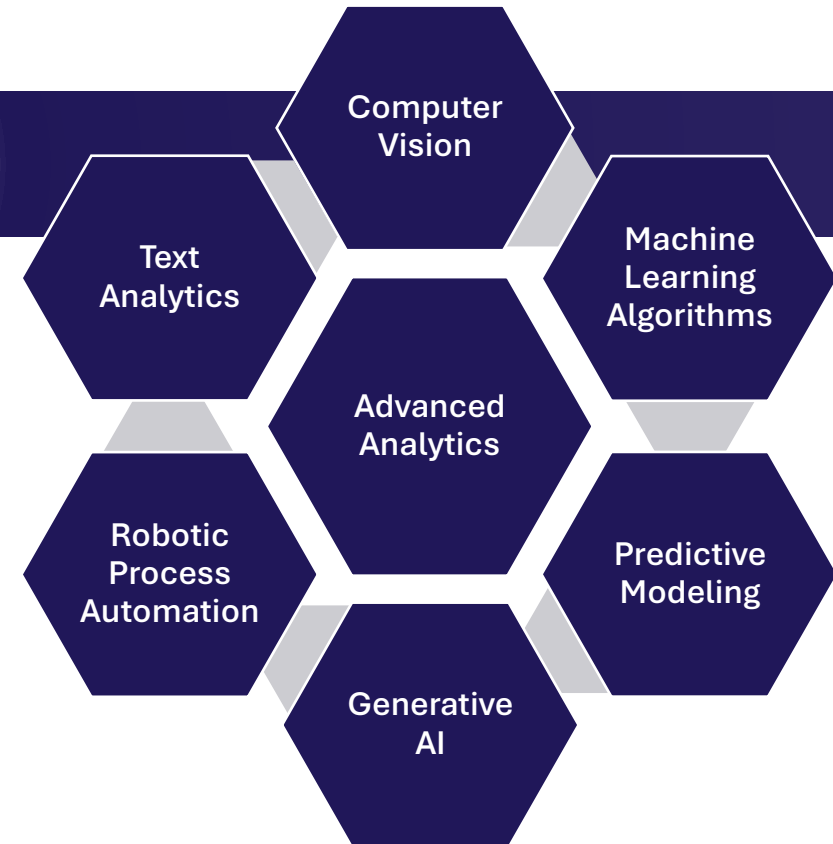 Computer
Vision
Text
Analytics
Machine
Learning
Algorithms
Advanced
Analytics
Robotic
Process
Automation
Predictive
Modeling
Generative
AI